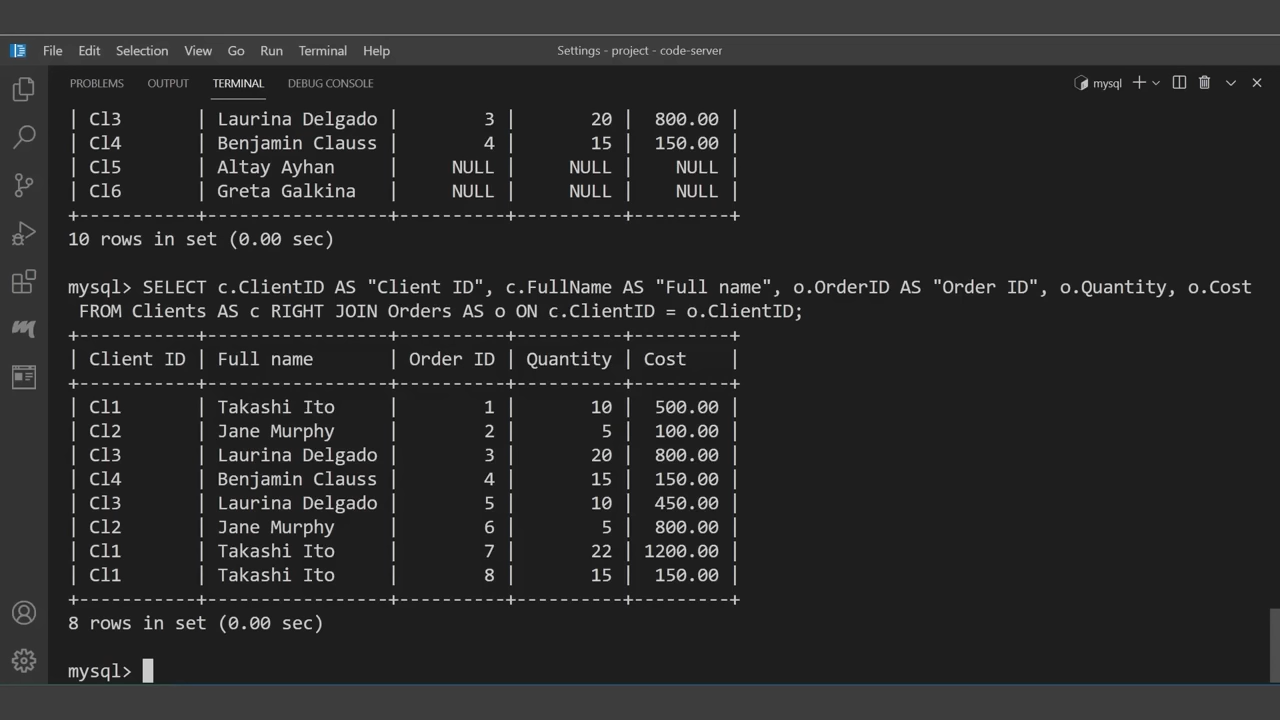 File Edit Selection View Go Run Terminal Help Settings - project - code-server
PROBLEMS OUTPUT TERMINAL DEBUG CONSOLE mysql
| Cl3 | Laurina Delgado | 3 | 20 | 800.00 |
| Cl4 | Benjamin Clauss | 4 | 15 | 150.00 |
| Cl5 | Altay Ayhan | NULL | NULL | NULL |
| Cl6 | Greta Galkina | NULL | NULL | NULL |
+-----------+-----------------+----------+----------+--------+
10 rows in set (0.00 sec)
mysql> SELECT c.ClientID AS "Client ID", c.FullName AS "Full name", o.OrderID AS "Order ID", o.Quantity, o.Cost
FROM Clients AS c RIGHT JOIN Orders AS o ON c.ClientID = o.ClientID;
+-----------+-----------------+----------+----------+---------+
| Client ID | Full name | Order ID | Quantity | Cost |
+-----------+-----------------+----------+----------+---------+
| Cl1 | Takashi Ito | 1 | 10 | 500.00 |
| Cl2 | Jane Murphy | 2 | 5 | 100.00 |
| Cl3 | Laurina Delgado | 3 | 20 | 800.00 |
| Cl4 | Benjamin Clauss | 4 | 15 | 150.00 |
| Cl3 | Laurina Delgado | 5 | 10 | 450.00 |
| Cl2 | Jane Murphy | 6 | 5 | 800.00 |
| Cl1 | Takashi Ito | 7 | 22 | 1200.00 |
| Cl1 | Takashi Ito | 8 | 15 | 150.00 |
+-----------+-----------------+----------+----------+---------+
8 rows in set (0.00 sec)
mysql>